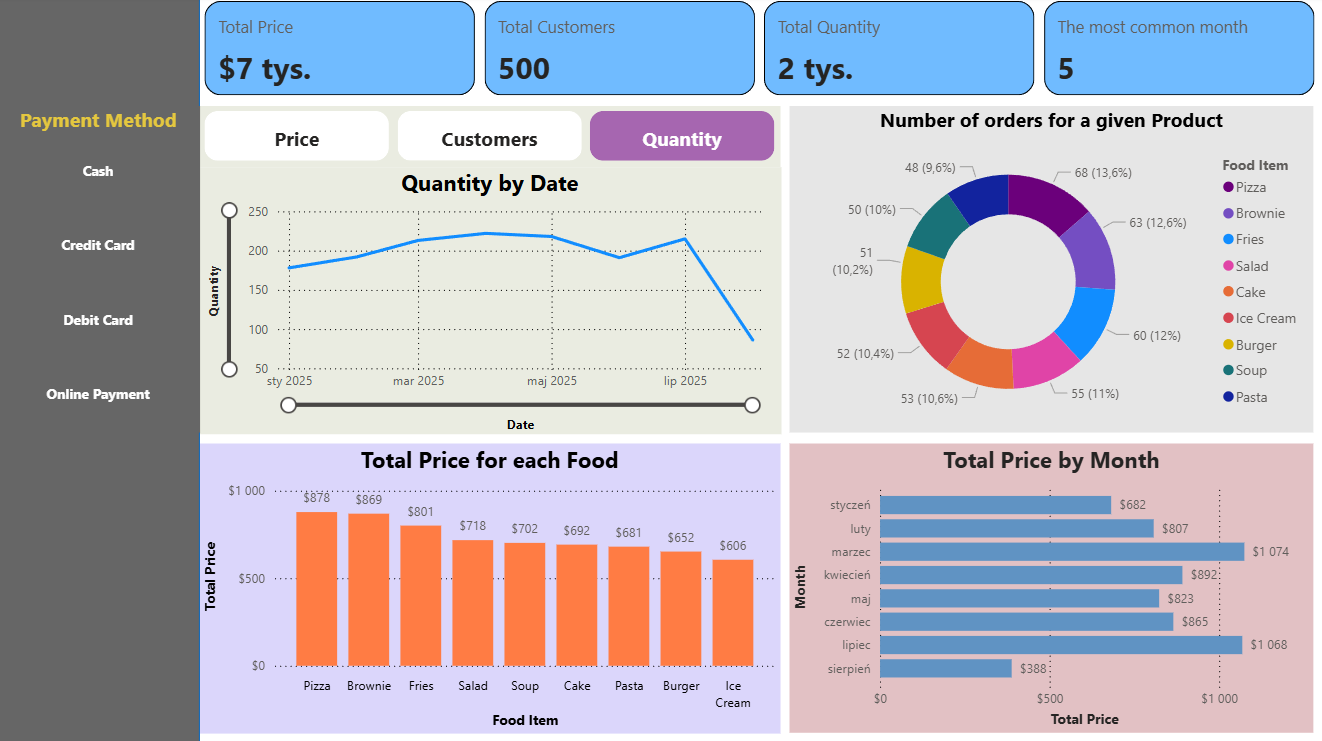 Total Price
$7 tys.
Total Customers
500
Total Quantity
2 tys.
The most common month
5
Payment Method
Cash
Credit Card
Debit Card
Online Payment
Price
Customers
Quantity
Quantity by Date
250
200
150
100
50
Quantity
sty 2025
mar 2025
maj 2025
lip 2025
Date
Number of orders for a given Product
68 (13,6%)
63 (12,6%)
60 (12%)
55 (11%)
53 (10,6%)
52 (10,4%)
51
(10,2%)
50 (10%)
48 (9,6%)
Food Item
Pizza
Brownie
Fries
Salad
Cake
Ice Cream
Burger
Soup
Pasta
Total Price for each Food
$1 000
$500
$0
Total Price
$878
$869
$801
$718
$702
$692
$681
$652
$606
Pizza
Brownie
Fries
Salad
Soup
Cake
Pasta
Burger
Ice
Cream
Food Item
Total Price by Month
Month
styczeń
$682
luty
$807
marzec
$1 074
kwiecień
$892
maj
$823
czerwiec
$865
lipiec
$1 068
sierpień
$388
$0
$500
$1 000
Total Price